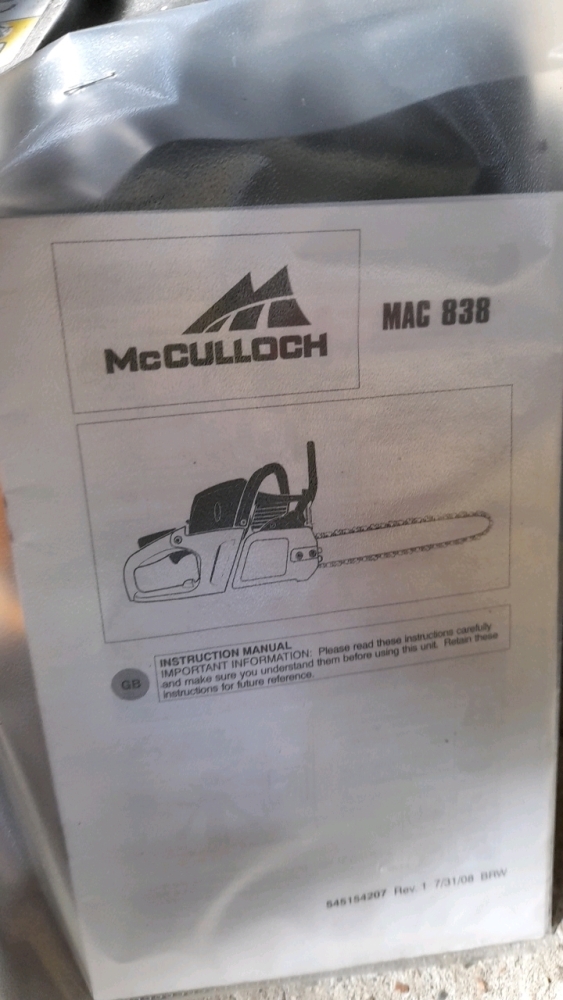 McCULLOCH
MAC 838
INSTRUCTION MANUAL
IMPORTANT INFORMATION: Please read these instructions carefully
and make sure you understand them before using this unit. Retain these
instructions for future reference.
GB
545154207 Rev. 1 7/31/08 BRW